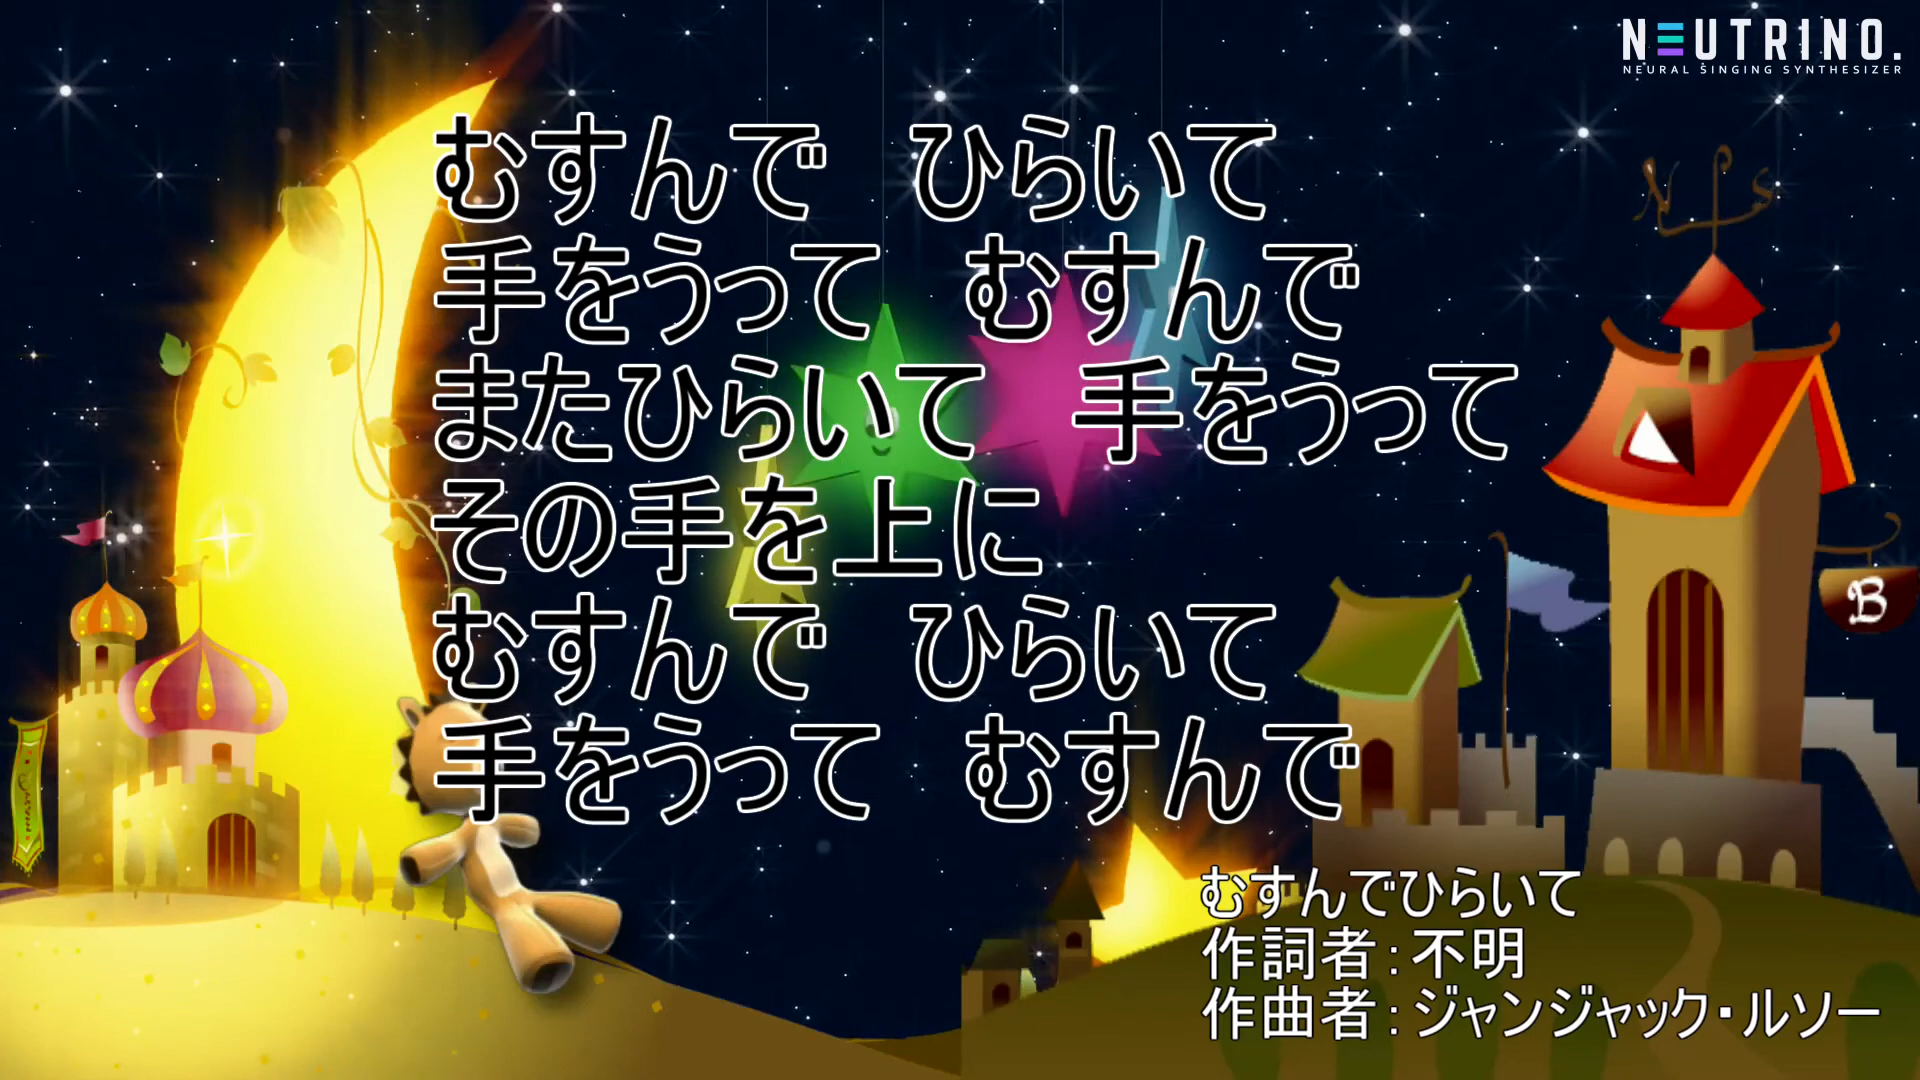 NEUTRINO.
NEURAL SINGING SYNTHESIZER
むすんで　ひらいて
手をうって　むすんで
またひらいて　手をうって
その手を上に
むすんで　ひらいて
手をうって　むすんで
N S
B
むすんでひらいて
作詞者：不明
作曲者：ジャンジャック・ルソー